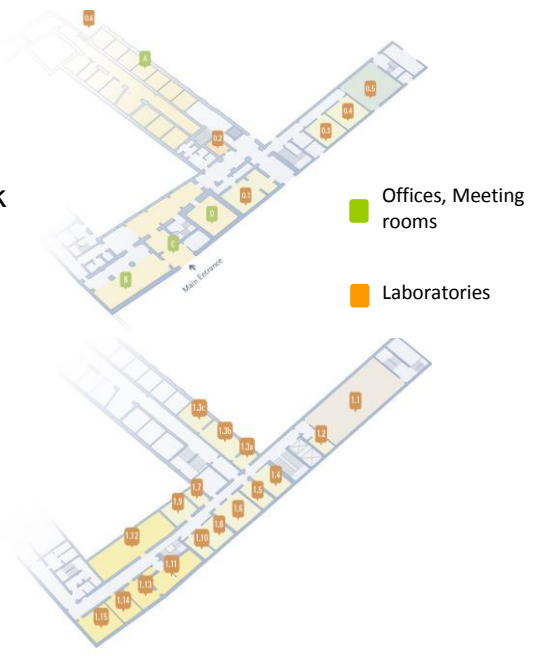 0.6
A
0.5
0.4
0.3
0.2
0.1
D
C
B
Main Entrance
k
Offices, Meeting
rooms
Laboratories
1.1
1.2
1.3c
1.3b
1.3a
1.4
1.5
1.6
1.7
1.8
1.9
1.10
1.11
1.12
1.13
1.14
1.15